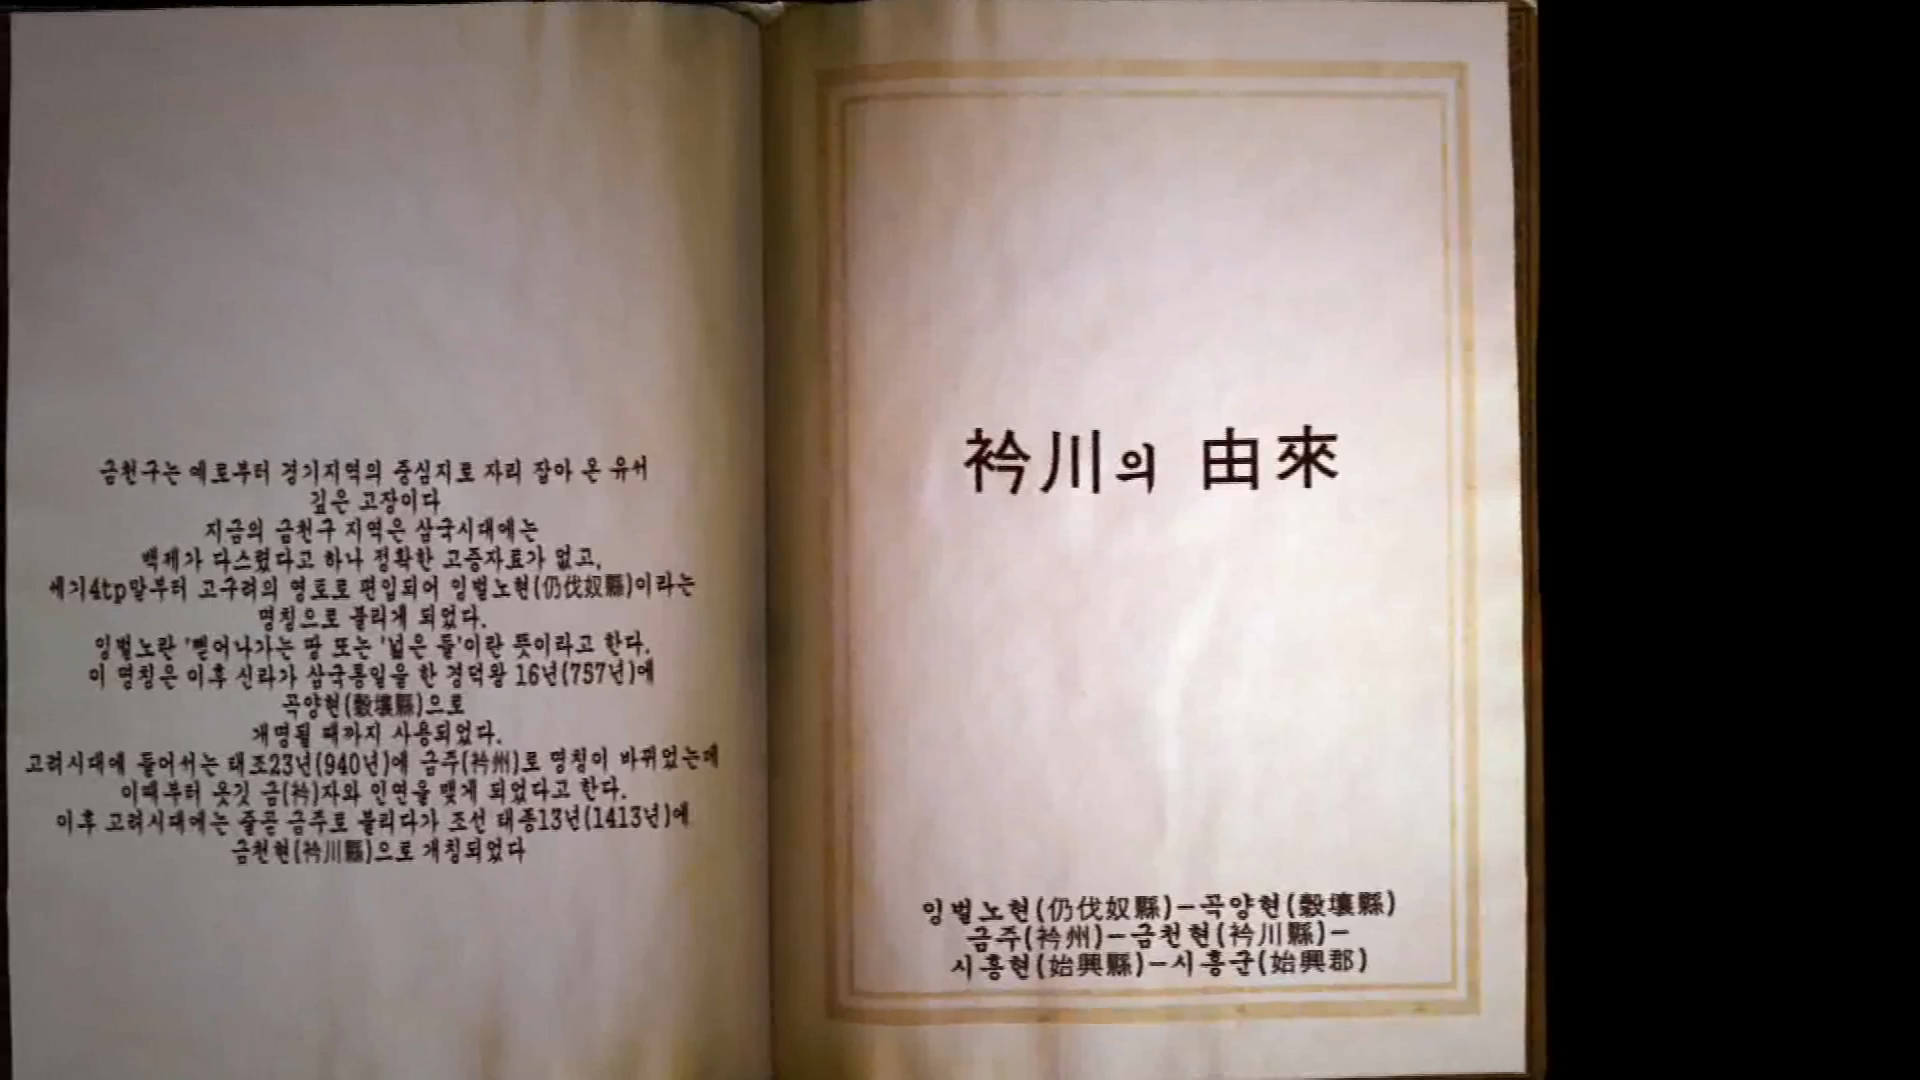 금천구는 예로부터 경기지역의 중심지로 자리 잡아 온 유서
깊은 고장이다
지금의 금천구 지역은 삼국시대에는
백제가 다스렸다고 하나 정확한 고증자료가 없고,
세기4tp말부터 고구려의 영토로 편입되어 잉벌노현(仍伐奴縣)이라는
명칭으로 불리게 되었다.
잉벌노란 '뻗어나가는 땅 또는 '넓은 들'이란 뜻이라고 한다.
이 명칭은 이후 신라가 삼국통일을 한 경덕왕 16년(757년)에
곡양현(穀壤縣)으로
개명될 때까지 사용되었다.
고려시대에 들어서는 태조23년(940년)에 금주(衿州)로 명칭이 바뀌었는데
이때부터 옷깃 금(衿)자와 인연을 맺게 되었다고 한다.
이후 고려시대에는 줄곧 금주로 불리다가 조선 태종13년(1413년)에
금천현(衿川縣)으로 개칭되었다
衿川의 由來
잉벌노현(仍伐奴縣)-곡양현(穀壤縣)
금주(衿州)-금천현(衿川縣)-
시흥현(始興縣)-시흥군(始興郡)